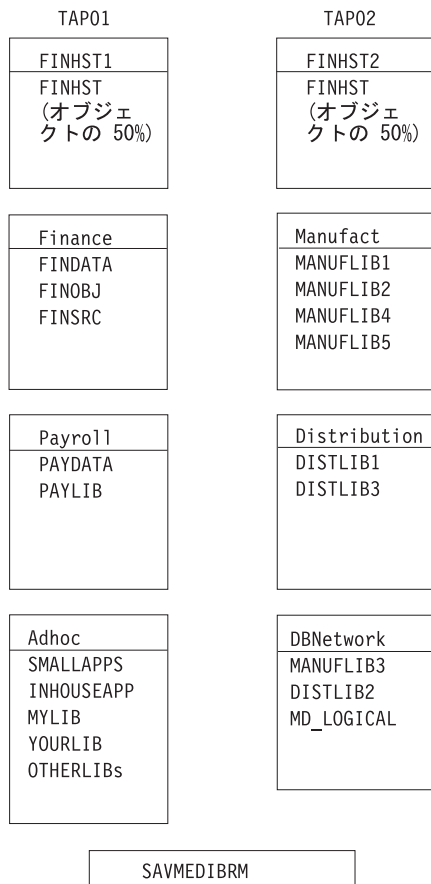 TAP01
FINHST1
FINHST
(オブジェ
クトの 50%)
Finance
FINDATA
FINOBJ
FINSRC
Payroll
PAYDATA
PAYLIB
Adhoc
SMALLAPPS
INHOUSEAPP
MYLIB
YOURLIB
OTHERLIBs
TAP02
FINHST2
FINHST
(オブジェ
クトの 50%)
Manufact
MANUFLIB1
MANUFLIB2
MANUFLIB4
MANUFLIB5
Distribution
DISTLIB1
DISTLIB3
DBNetwork
MANUFLIB3
DISTLIB2
MD_LOGICAL
SAVMEDIBRM